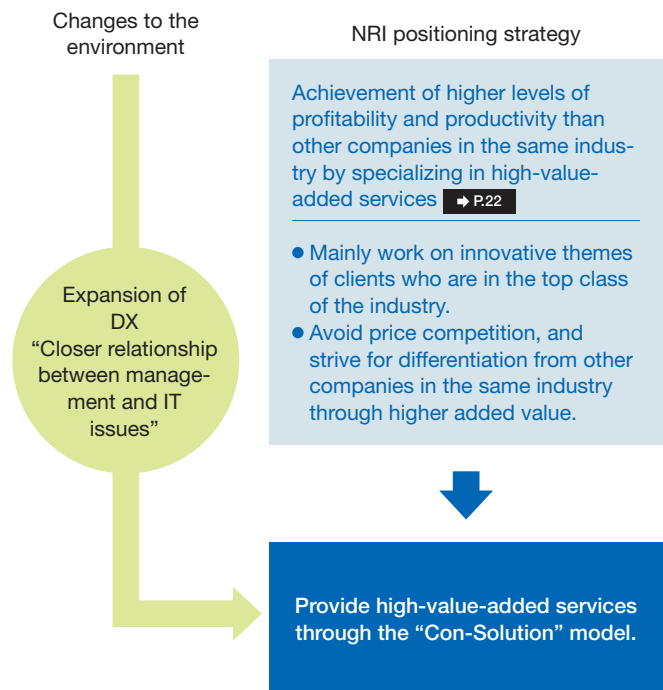 Changes to the
environment
Expansion of
DX
“Closer relationship
between manage-
ment and IT
issues”
NRI positioning strategy
Achievement of higher levels of
profitability and productivity than
other companies in the same indus-
try by specializing in high-value-
added services ➡ P.22
● Mainly work on innovative themes
of clients who are in the top class
of the industry.
● Avoid price competition, and
strive for differentiation from other
companies in the same industry
through higher added value.
Provide high-value-added services
through the “Con-Solution” model.